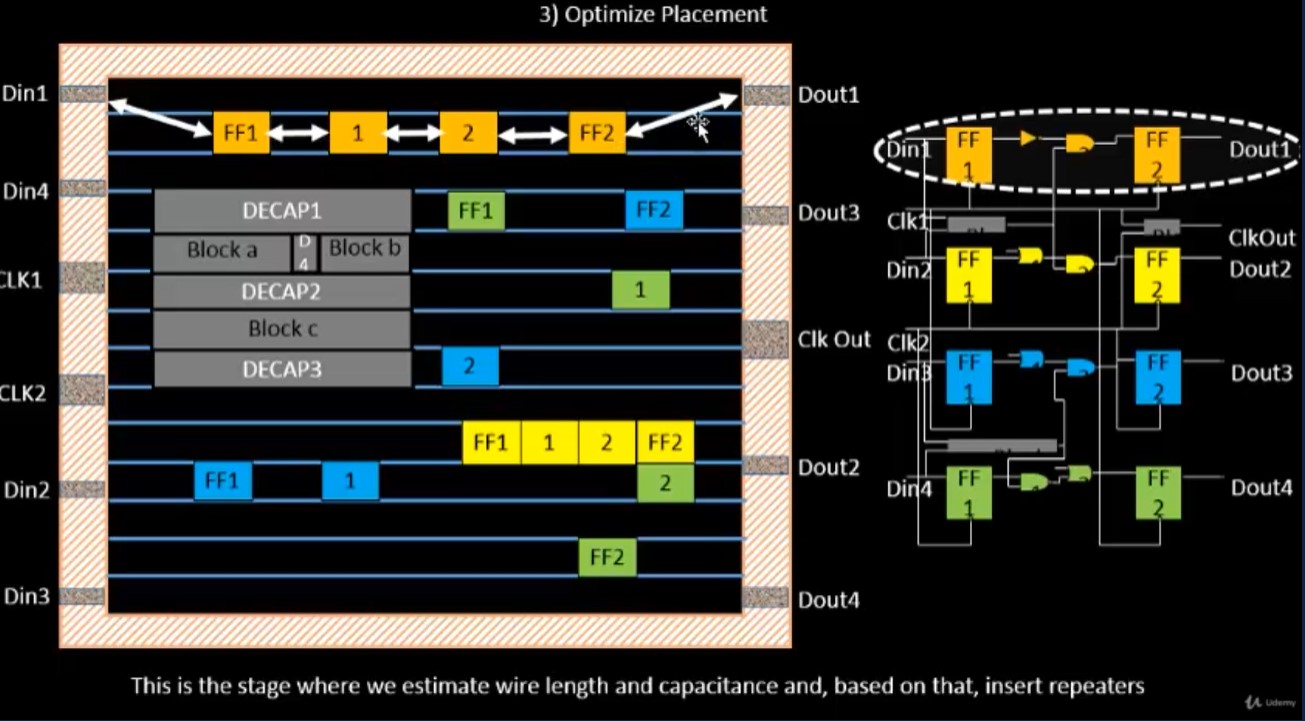 3) Optimize Placement
Din1
FF1
1
2
FF2
Dout1
Din4
DECAP1
FF1
FF2
Dout3
Block a
D
4
Block b
CLK1
DECAP2
1
Block c
Clk Out
DECAP3
2
CLK2
FF1
1
2
FF2
Dout2
Din2
FF1
1
2
FF2
Din3
Dout4
Din1
FF
1
FF
2
Dout1
Clk1
ClkOut
Din2
FF
1
FF
2
Dout2
Clk2
Din3
FF
1
FF
2
Dout3
Din4
FF
1
FF
2
Dout4
This is the stage where we estimate wire length and capacitance and, based on that, insert repeaters
Udemy